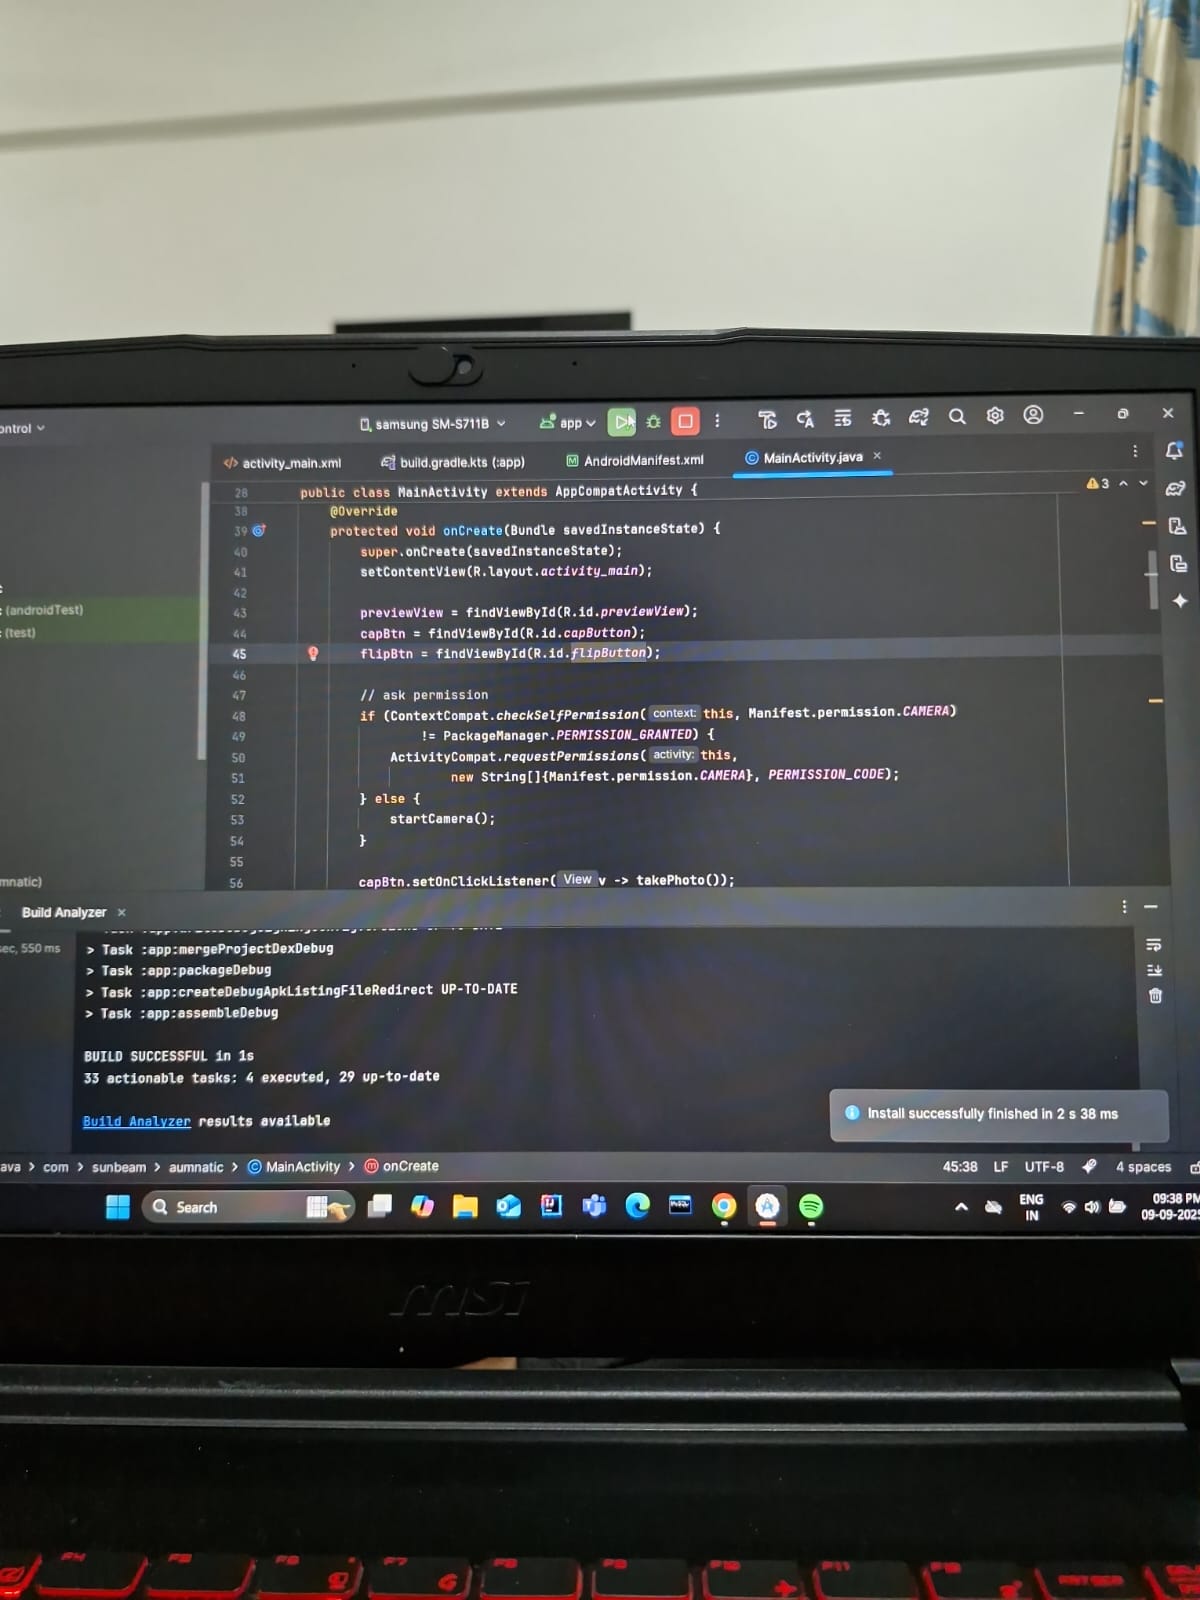 ontrol
samsung SM-S711B
app
activity_main.xml
build.gradle.kts (:app)
AndroidManifest.xml
MainActivity.java
28 public class MainActivity extends AppCompatActivity {
3
38 @Override
39 protected void onCreate(Bundle savedInstanceState) {
40 super.onCreate(savedInstanceState);
41 setContentView(R.layout.activity_main);
42
43 previewView = findViewById(R.id.previewView);
44 capBtn = findViewById(R.id.capButton);
45 flipBtn = findViewById(R.id.flipButton);
46
47 // ask permission
48 if (ContextCompat.checkSelfPermission( context: this, Manifest.permission.CAMERA)
49 != PackageManager.PERMISSION_GRANTED) {
50 ActivityCompat.requestPermissions( activity: this,
51 new String[]{Manifest.permission.CAMERA}, PERMISSION_CODE);
52 } else {
53 startCamera();
54 }
55
56 capBtn.setOnClickListener( View v -> takePhoto());
(androidTest)
(test)
mnatic)
Build Analyzer
sec, 550 ms
> Task :app:mergeProjectDexDebug
> Task :app:packageDebug
> Task :app:createDebugApkListingFileRedirect UP-TO-DATE
> Task :app:assembleDebug
BUILD SUCCESSFUL in 1s
33 actionable tasks: 4 executed, 29 up-to-date
Build Analyzer results available
Install successfully finished in 2 s 38 ms
ava > com > sunbeam > aumnatic > MainActivity > onCreate
45:38 LF UTF-8 4 spaces
Search
ENG
IN
09:38 PM
09-09-202
msi
F4
F7
F10
F11